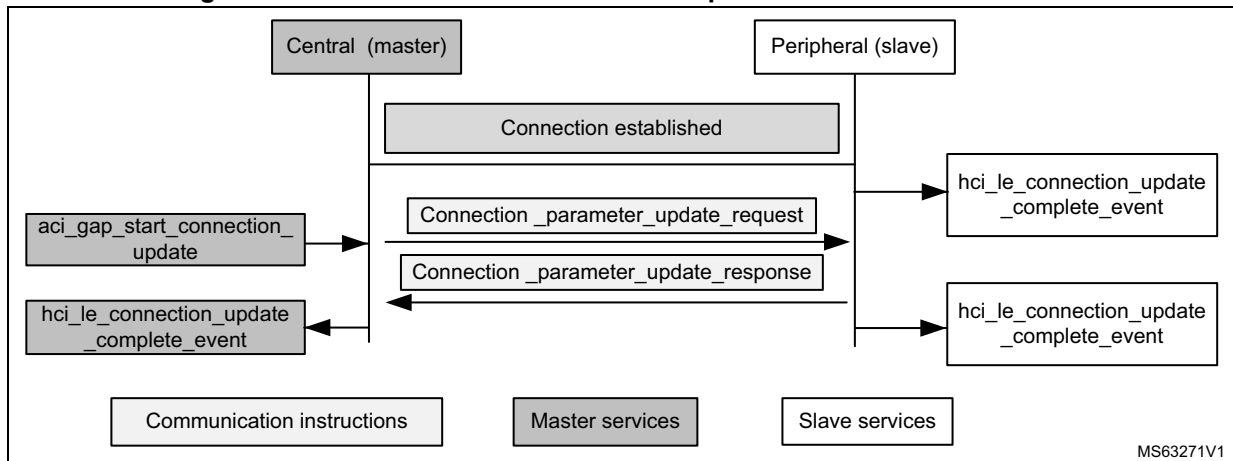 Central (master)
Peripheral (slave)
Connection established
hci_le_connection_update
_complete_event
Connection _parameter_update_request
aci_gap_start_connection_
update
Connection _parameter_update_response
hci_le_connection_update
_complete_event
hci_le_connection_update
_complete_event
Communication instructions
Master services
Slave services
MS63271V1